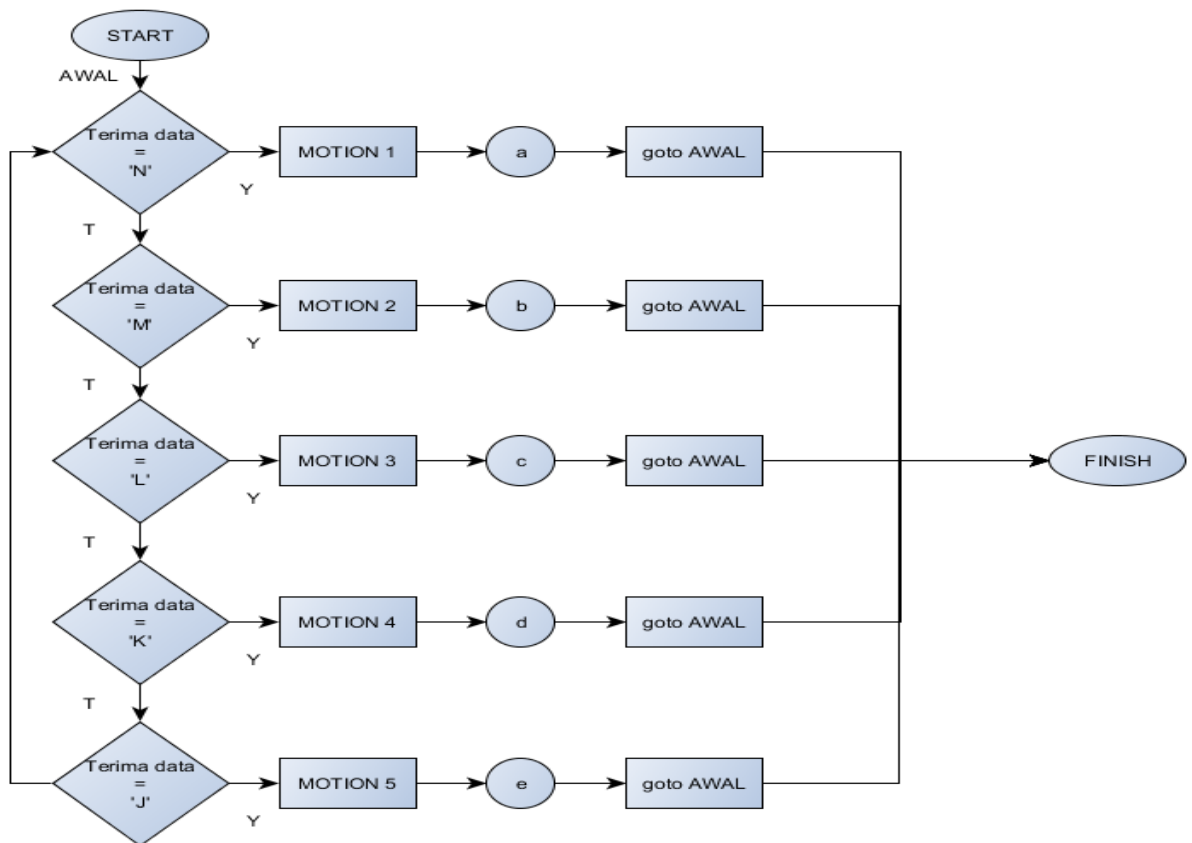 START
AWAL
Terima data
=
'N'
Y
MOTION 1
a
goto AWAL
T
Terima data
=
'M'
Y
MOTION 2
b
goto AWAL
T
Terima data
=
'L'
Y
MOTION 3
c
goto AWAL
FINISH
T
Terima data
=
'K'
Y
MOTION 4
d
goto AWAL
T
Terima data
=
'J'
Y
MOTION 5
e
goto AWAL